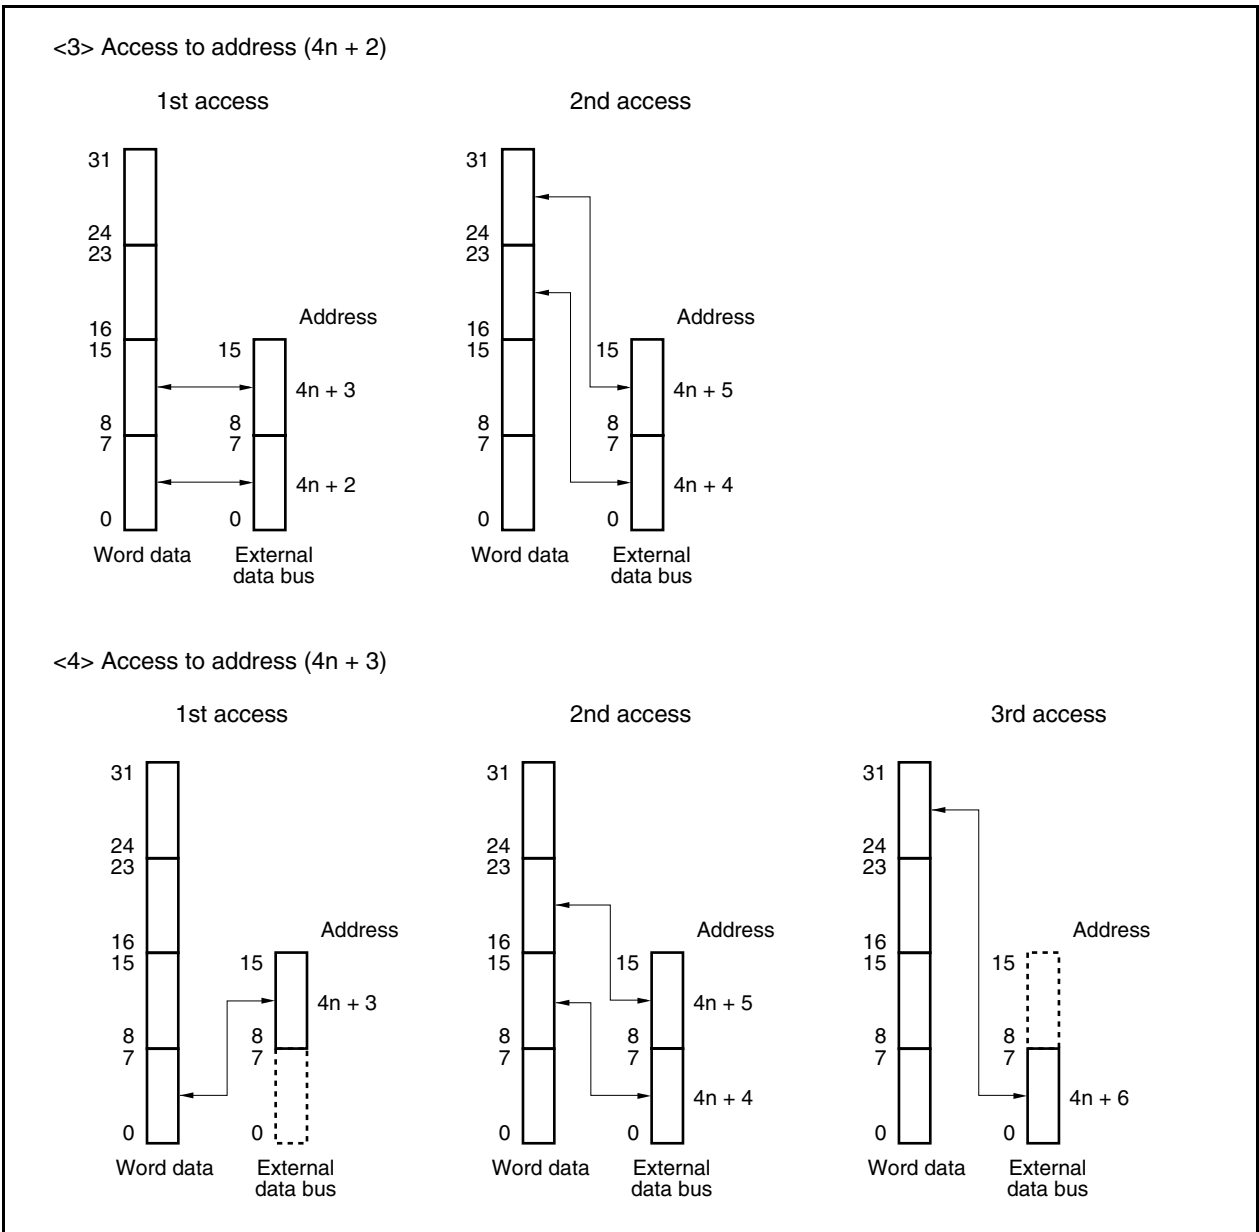 <3> Access to address (4n + 2)
1st access
31
24
23
16
15
8
7
0
Word data
Address
15
4n + 3
8
7
4n + 2
0
External
data bus
2nd access
31
24
23
16
15
8
7
0
Word data
Address
15
4n + 5
8
7
4n + 4
0
External
data bus
<4> Access to address (4n + 3)
1st access
31
24
23
16
15
8
7
0
Word data
Address
15
4n + 3
8
7
0
External
data bus
2nd access
31
24
23
16
15
8
7
0
Word data
Address
15
4n + 5
8
7
4n + 4
0
External
data bus
3rd access
31
24
23
16
15
8
7
0
Word data
Address
15
8
7
4n + 6
0
External
data bus